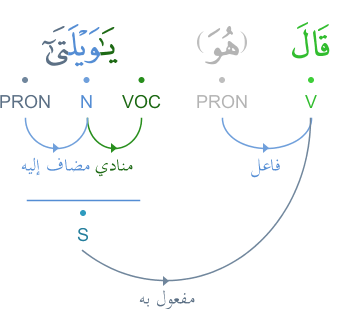 قَالَ (هُوَ) يَـٰوَيْلَتَىٰٓ
V PRON VOC N PRON
فاعل منادي مضاف إليه
S
مفعول به